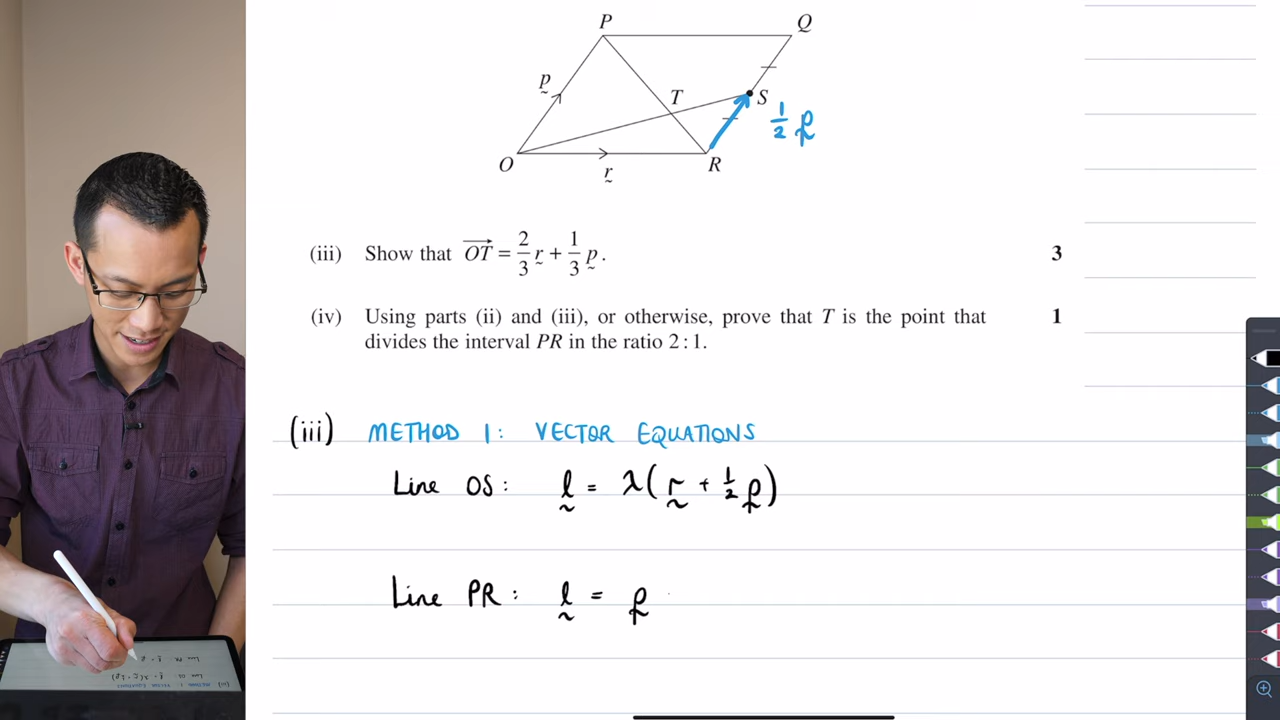 P
Q
p
T
S
1/2 p
O
r
R
(iii) Show that OT = 2/3 r + 1/3 p. 3
(iv) Using parts (ii) and (iii), or otherwise, prove that T is the point that 1
divides the interval PR in the ratio 2 : 1.
(iii) METHOD 1: VECTOR EQUATIONS
Line OS: l = λ(r + 1/2 p)
Line PR: l = p